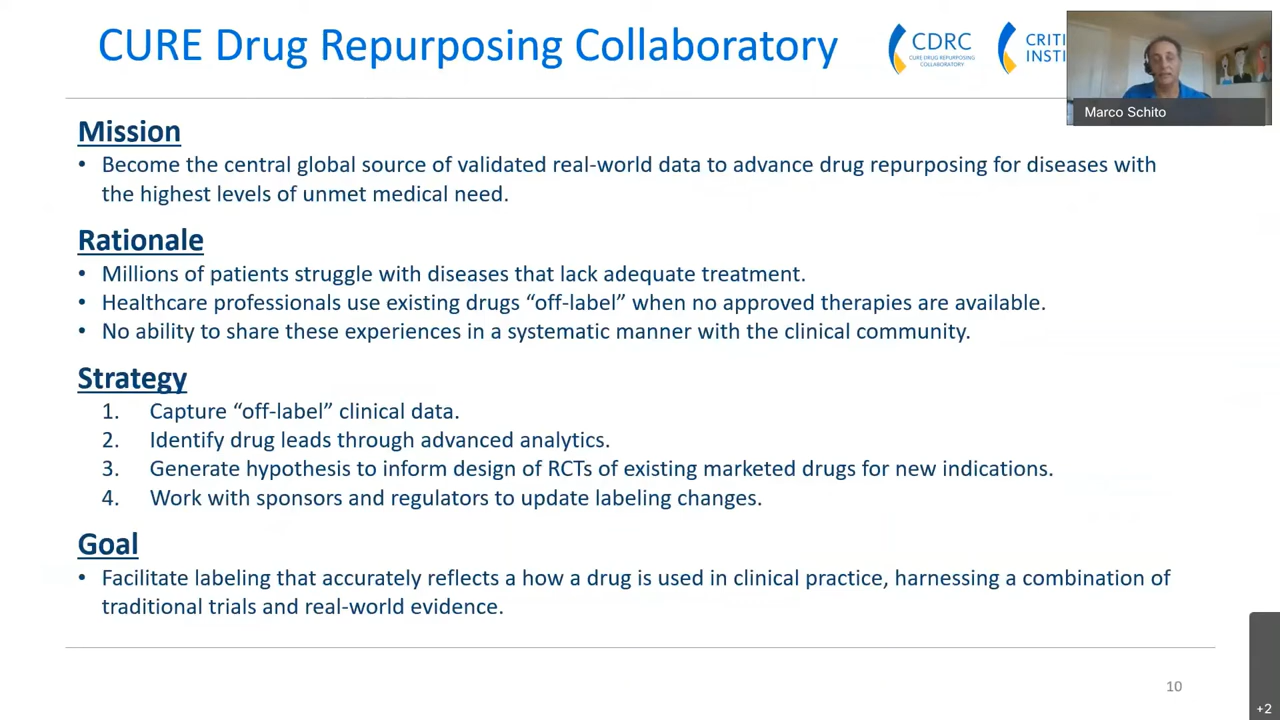 CURE Drug Repurposing Collaboratory
CDRC
CURE DRUG REPURPOSING
COLLABORATORY
CRITI
INSTI
Marco Schito
Mission
• Become the central global source of validated real-world data to advance drug repurposing for diseases with
the highest levels of unmet medical need.
Rationale
• Millions of patients struggle with diseases that lack adequate treatment.
• Healthcare professionals use existing drugs “off-label” when no approved therapies are available.
• No ability to share these experiences in a systematic manner with the clinical community.
Strategy
1. Capture “off-label” clinical data.
2. Identify drug leads through advanced analytics.
3. Generate hypothesis to inform design of RCTs of existing marketed drugs for new indications.
4. Work with sponsors and regulators to update labeling changes.
Goal
• Facilitate labeling that accurately reflects a how a drug is used in clinical practice, harnessing a combination of
traditional trials and real-world evidence.
10
+2